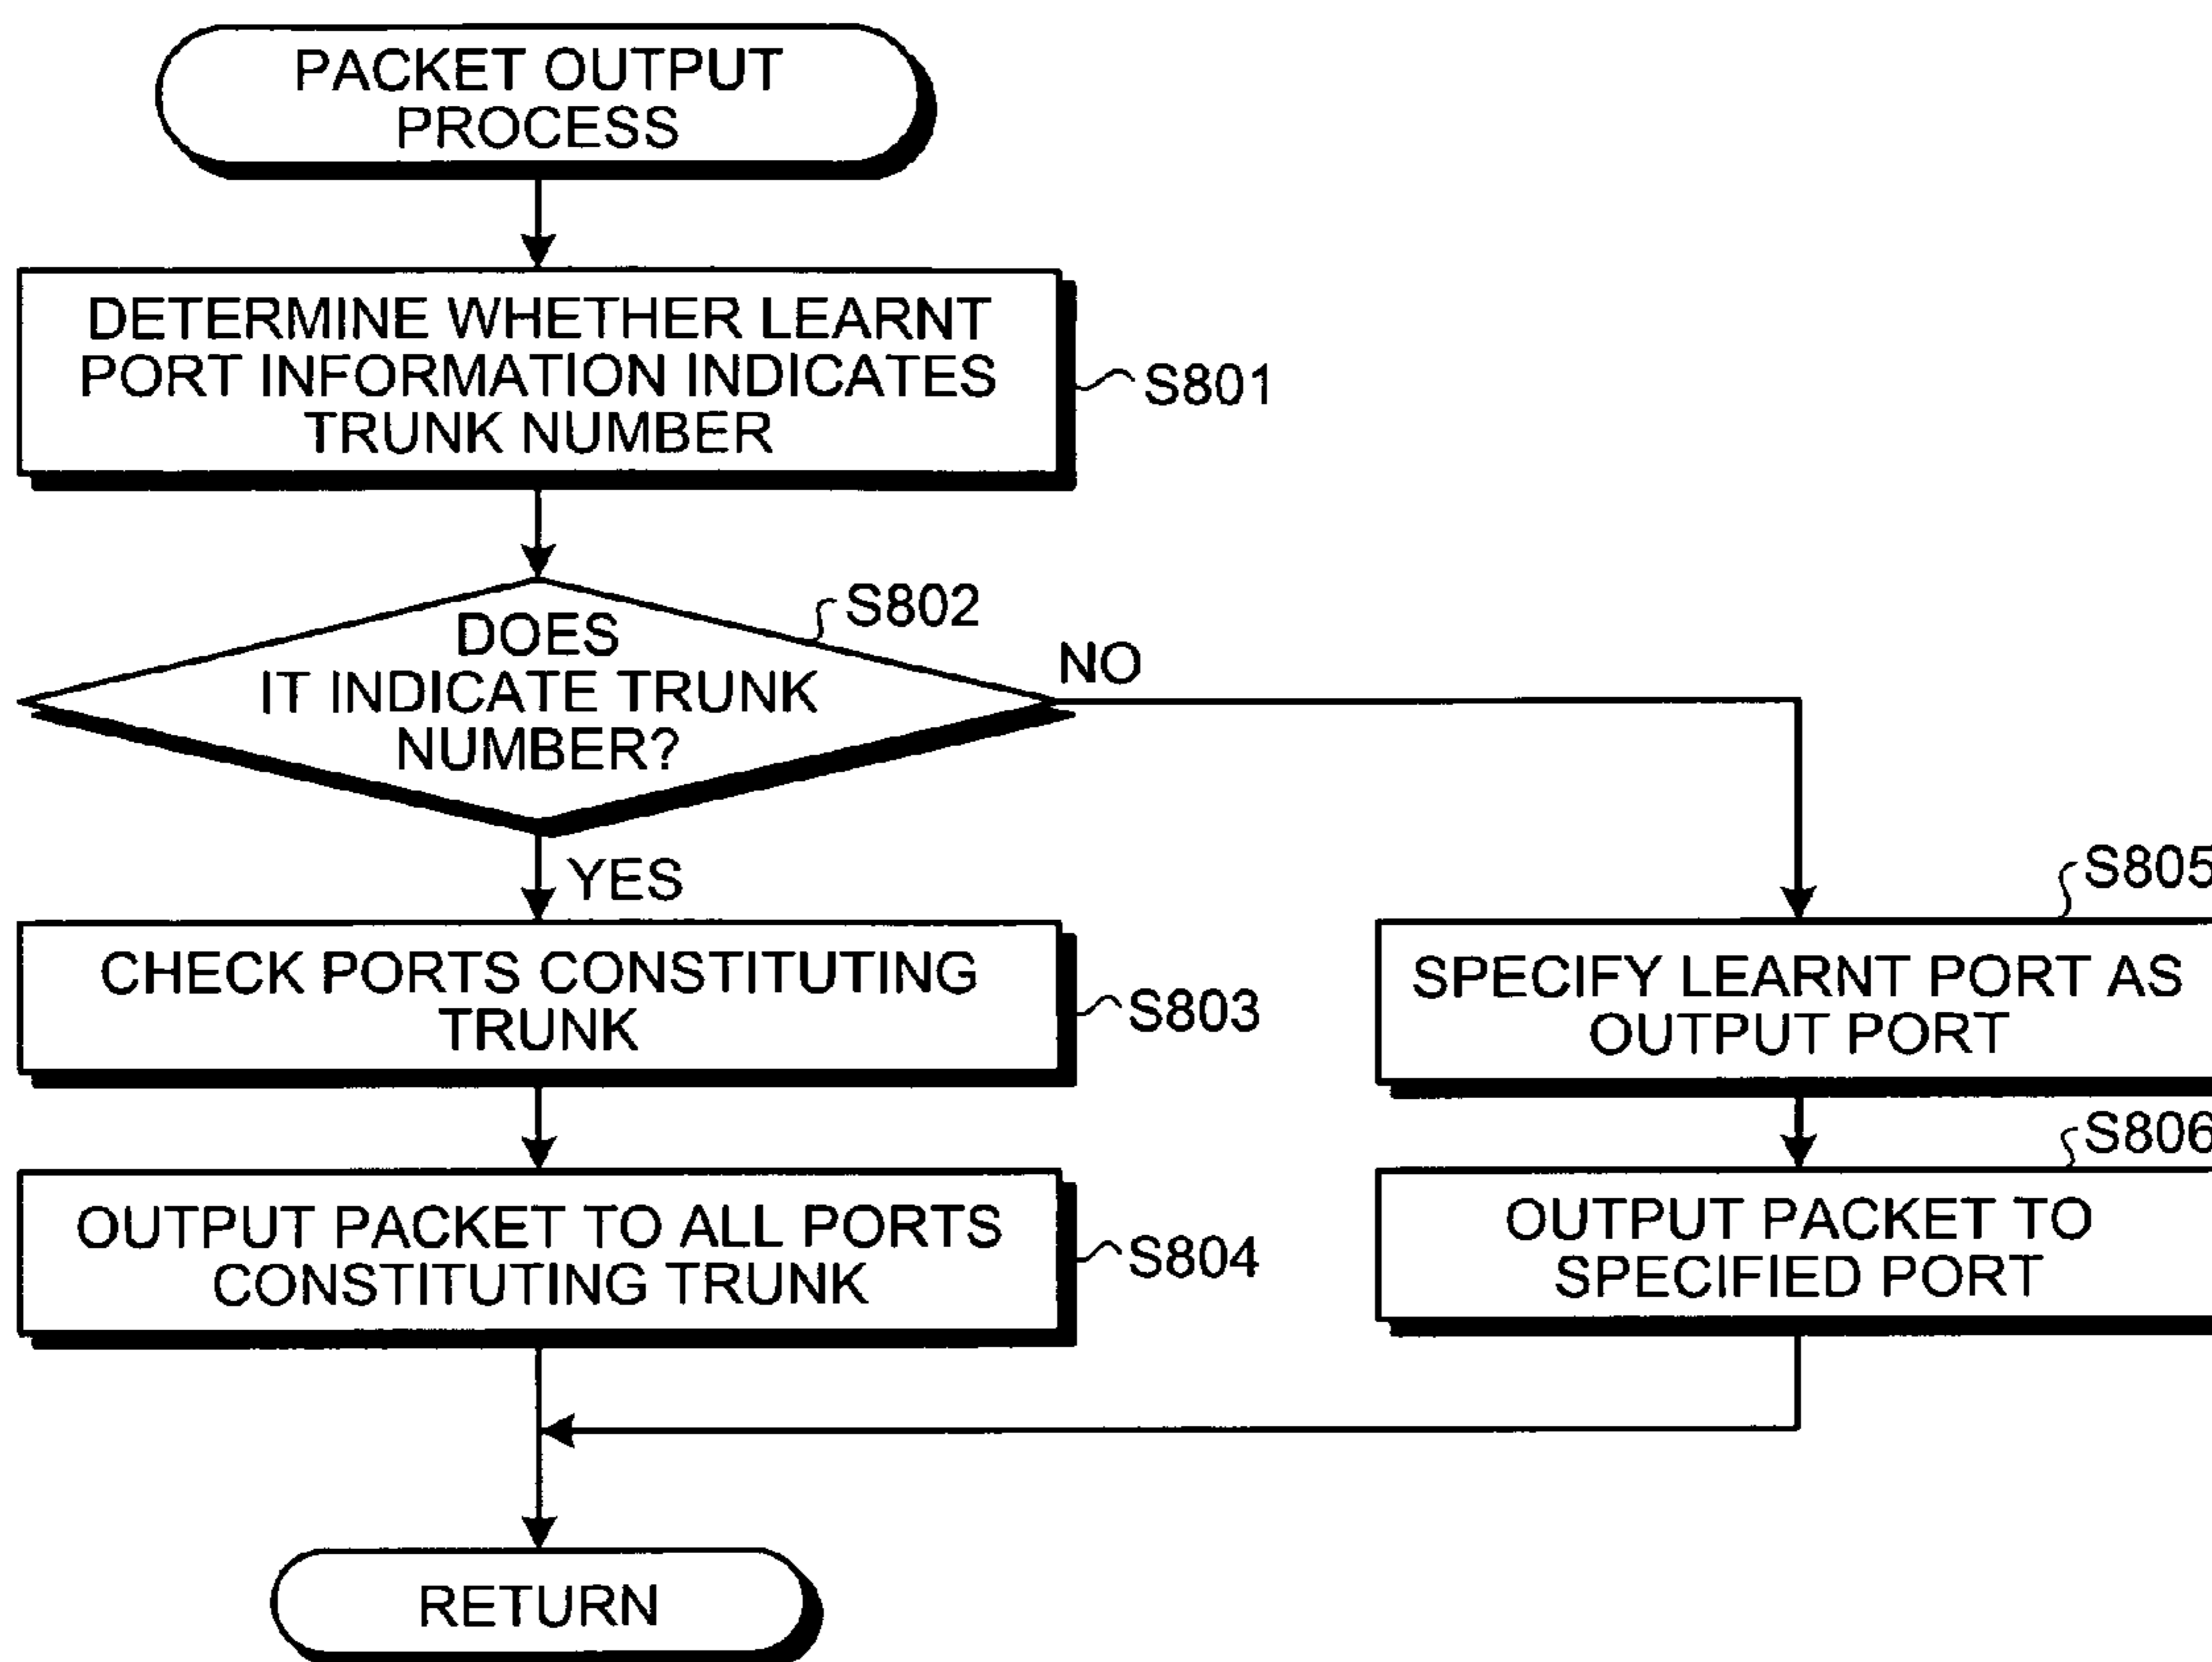 PACKET OUTPUT
PROCESS
DETERMINE WHETHER LEARNT
PORT INFORMATION INDICATES
TRUNK NUMBER
S801
S802
DOES
IT INDICATE TRUNK
NUMBER?
NO
YES
CHECK PORTS CONSTITUTING
TRUNK
S803
OUTPUT PACKET TO ALL PORTS
CONSTITUTING TRUNK
S804
S805
SPECIFY LEARNT PORT AS
OUTPUT PORT
S806
OUTPUT PACKET TO
SPECIFIED PORT
RETURN